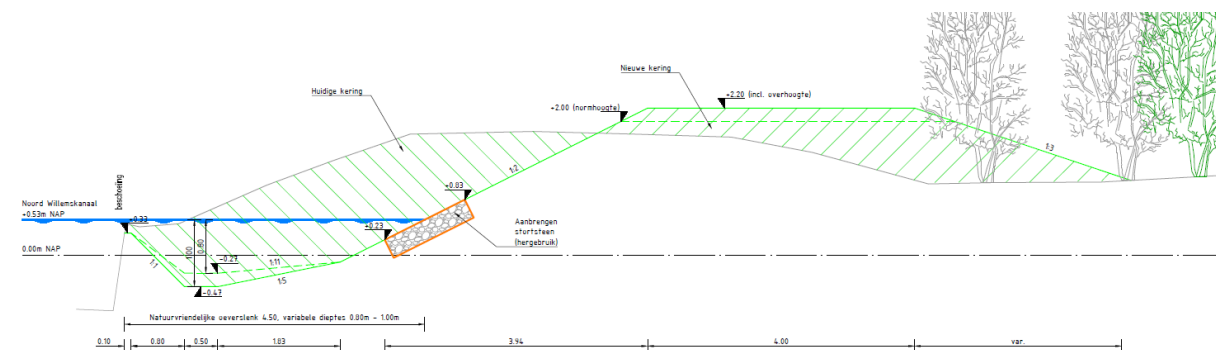 Huidige kering
Nieuwe kering
+2.00 (normhoogte)
+2.20 (incl. overhoogte)
1:3
1:2
beschoeiing
Noord Willemskanaal
+0.53m NAP
+0.33
+0.83
+0.23
Aanbrengen
stortsteen
(hergebruik)
0.00m NAP
1:1
1.00
0.80
-0.27
1:11
1:5
-0.47
Natuurvriendelijke oeverslenk 4.50, variabele dieptes 0.80m - 1.00m
0.10 0.80 0.50 1.83 3.94 4.00 var.